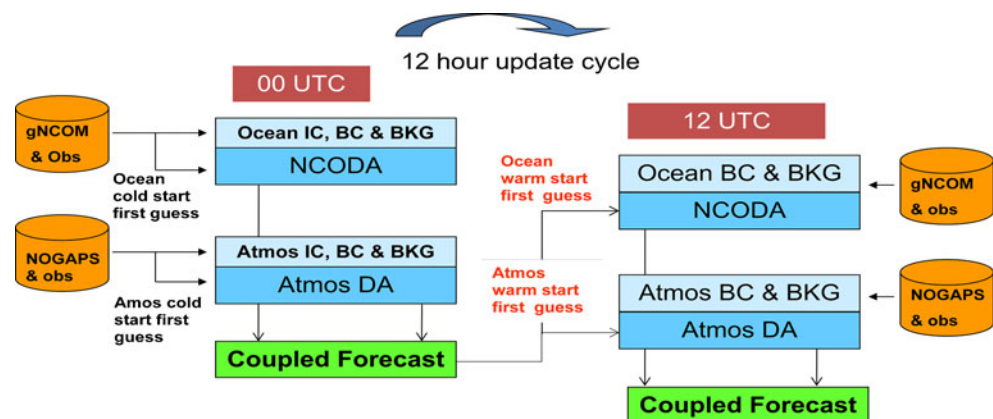 12 hour update cycle
00 UTC
gNCOM
& Obs
Ocean IC, BC & BKG
NCODA
Ocean
cold start
first guess
NOGAPS
& obs
Atmos IC, BC & BKG
Atmos DA
Amos cold
start first
guess
Coupled Forecast
12 UTC
Ocean
warm start
first guess
Ocean BC & BKG
NCODA
gNCOM
& obs
Atmos
warm start
first guess
Atmos BC & BKG
Atmos DA
NOGAPS
& obs
Coupled Forecast